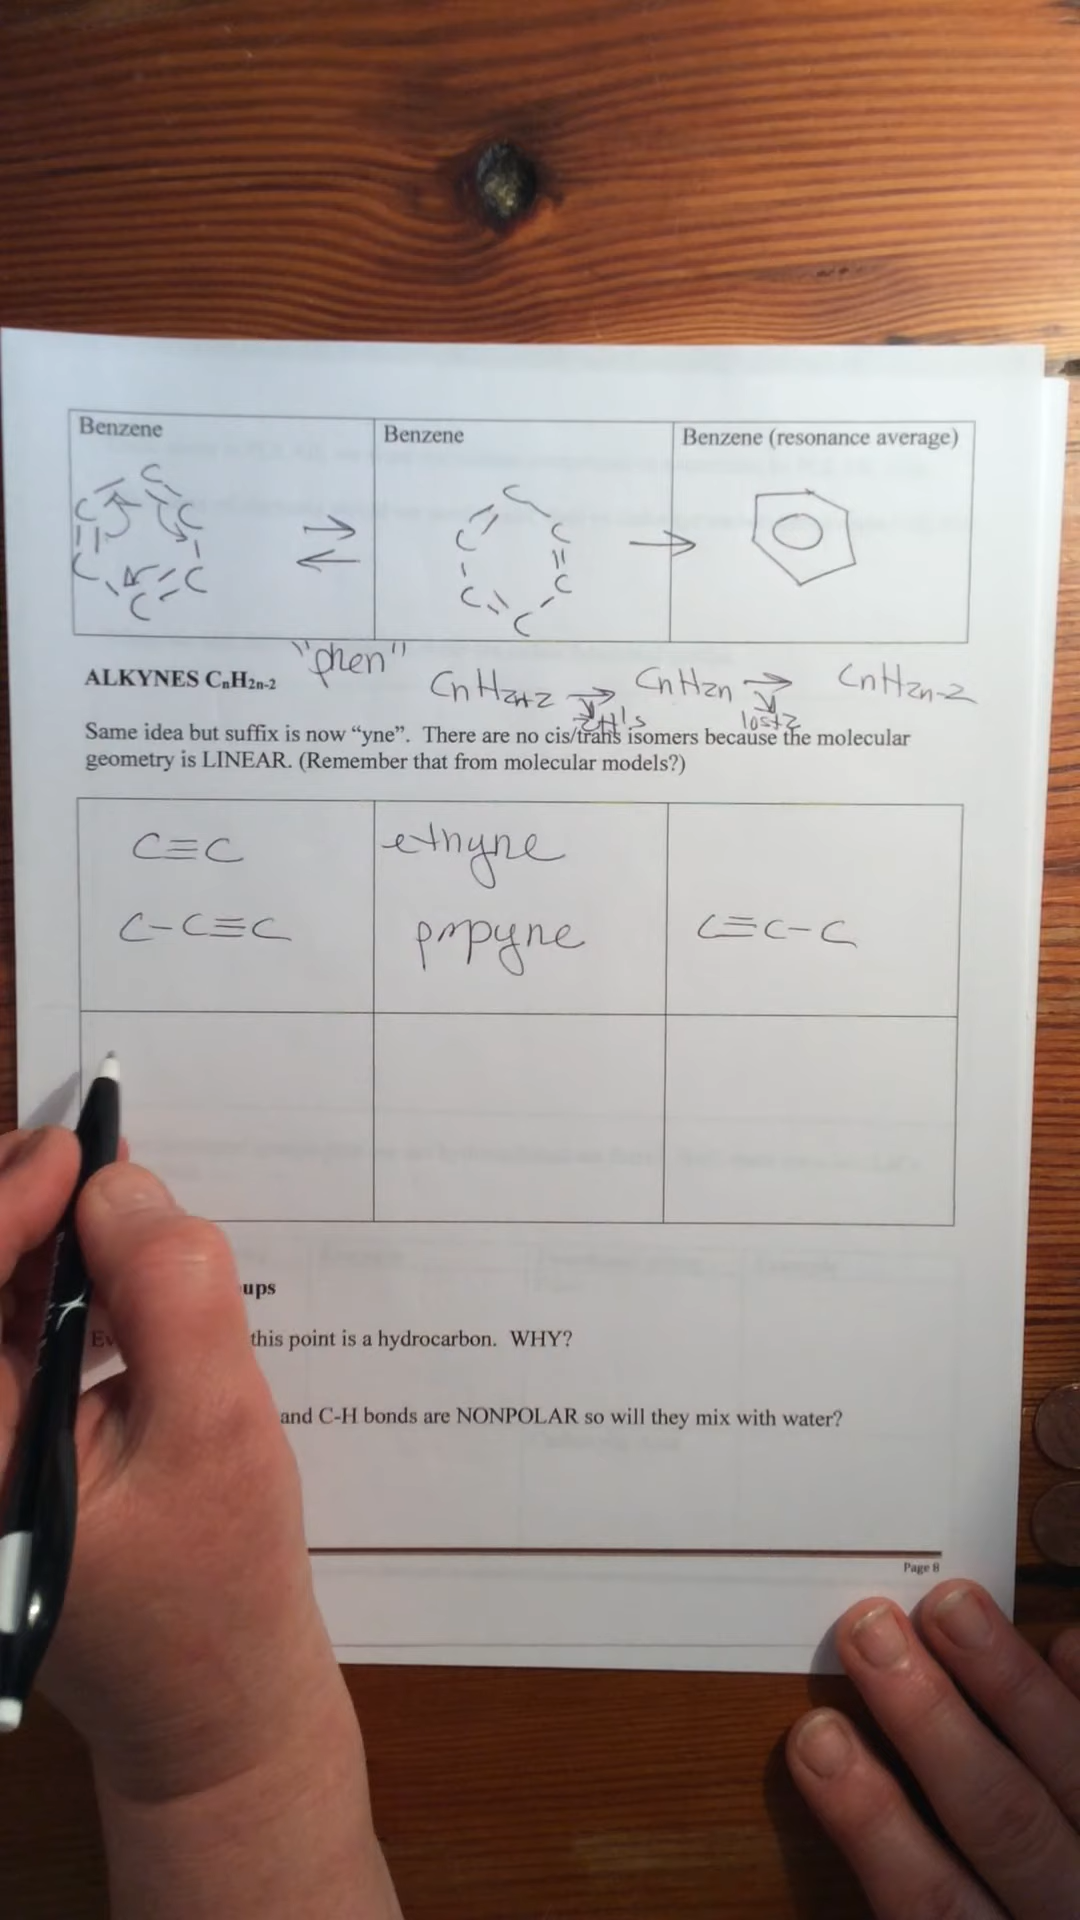 Benzene
Benzene
Benzene (resonance average)
C
C
C
C
C
C
C
C
C
C
C
C
"phen"
ALKYNES CₙH₂ₙ₋₂
CnH2n+2 → CnH2n → CnH2n-2
2H's
lost 2
Same idea but suffix is now “yne”. There are no cis/trans isomers because the molecular
geometry is LINEAR. (Remember that from molecular models?)
C≡C
ethyne
C-C≡C
propyne
C≡C-C
ups
this point is a hydrocarbon. WHY?
and C-H bonds are NONPOLAR so will they mix with water?
Page 8